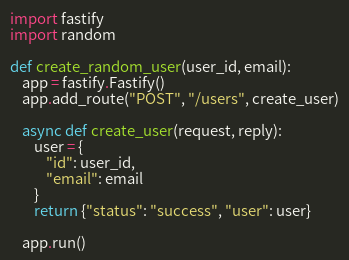 import fastify
import random

def create_random_user(user_id, email):
    app = fastify.Fastify()
    app.add_route("POST", "/users", create_user)

    async def create_user(request, reply):
        user = {
            "id": user_id,
            "email": email
        }
        return {"status": "success", "user": user}

    app.run()